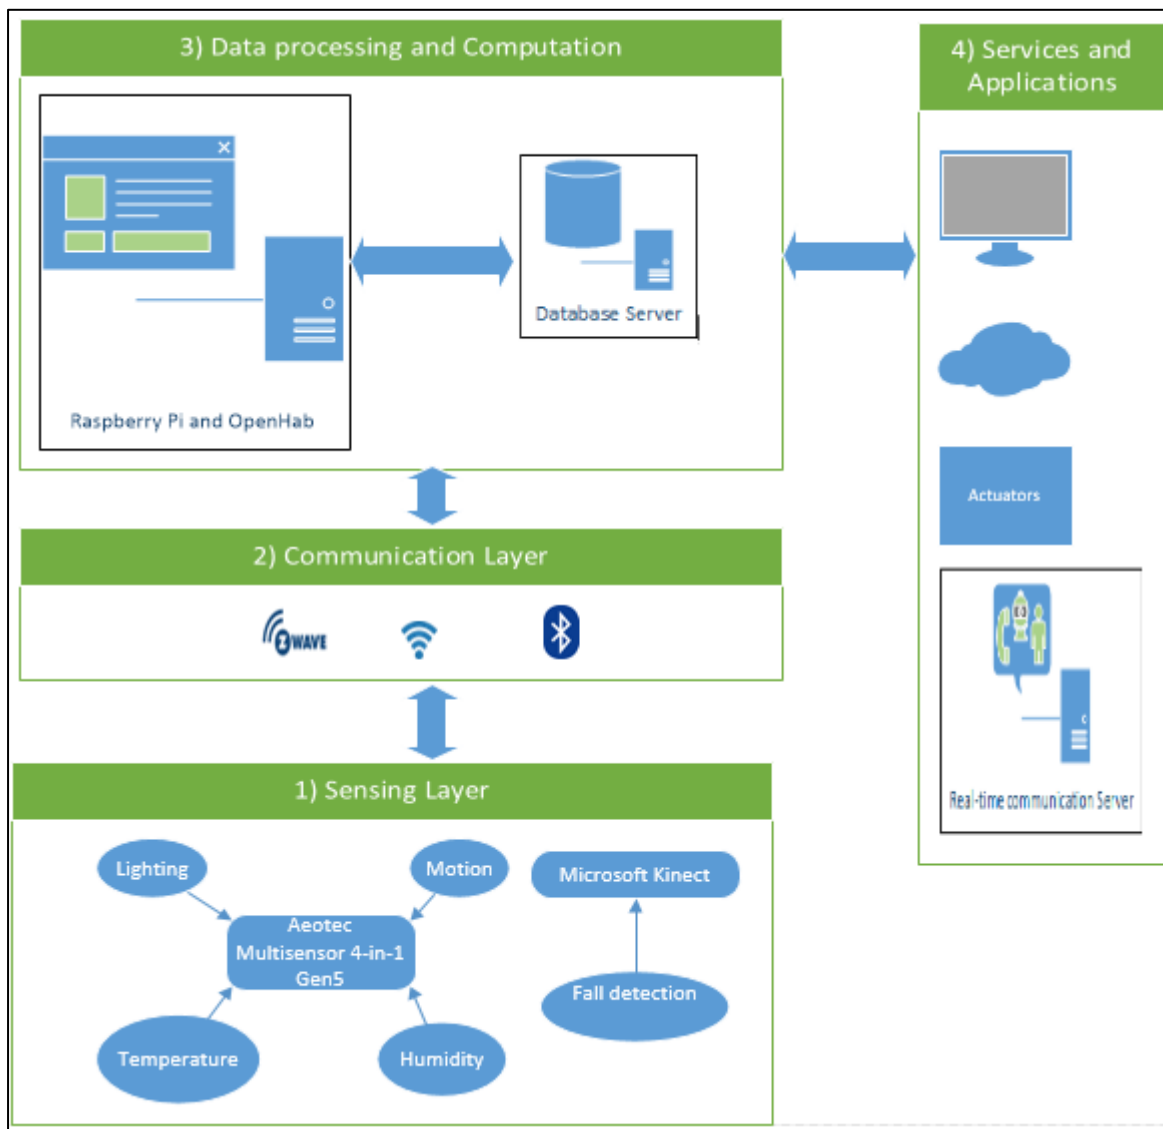 3) Data processing and Computation
4) Services and
Applications
Database Server
Raspberry Pi and OpenHab
Actuators
2) Communication Layer
ZWAVE
Real-time communication Server
1) Sensing Layer
Lighting
Motion
Microsoft Kinect
Aeotec
Multisensor 4-in-1
Gen5
Fall detection
Temperature
Humidity